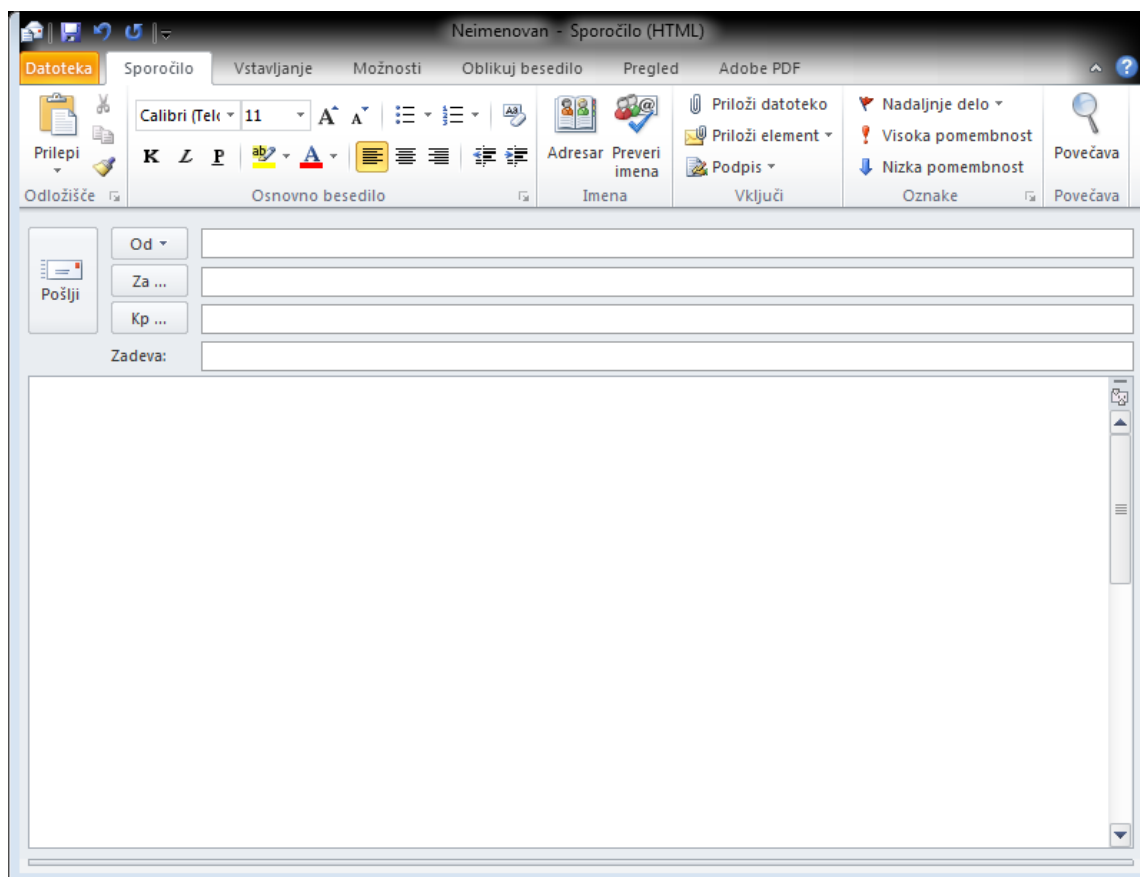 Neimenovan - Sporočilo (HTML)
Datoteka Sporočilo Vstavljanje Možnosti Oblikuj besedilo Pregled Adobe PDF
Prilepi
Odložišče
Calibri (Telo 11
K L P
Osnovno besedilo
Adresar Preveri imena
Imena
Priloži datoteko
Priloži element
Podpis
Vključi
Nadaljnje delo
Visoka pomembnost
Nizka pomembnost
Oznake
Povečava
Povečava
Pošlji
Od
Za ...
Kp ...
Zadeva: